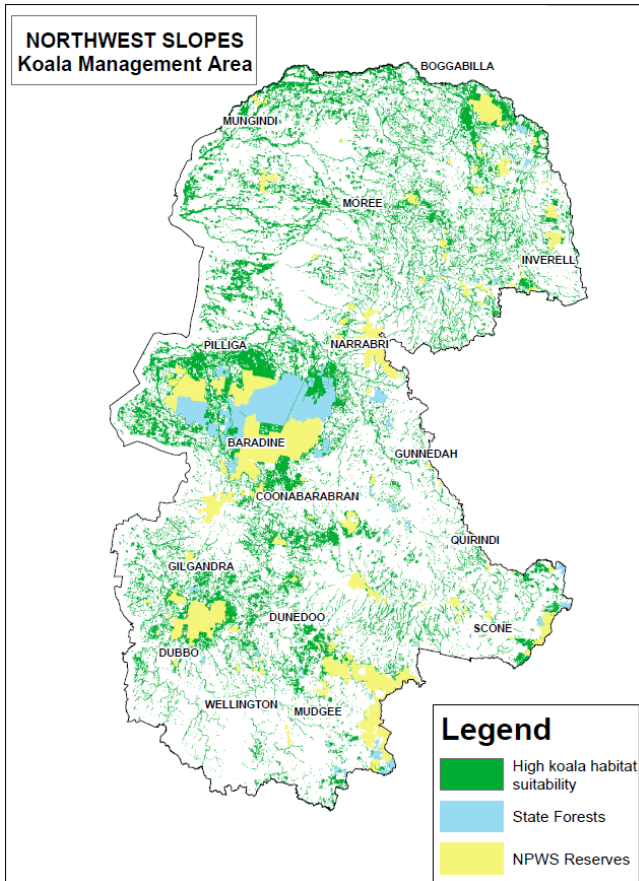 NORTHWEST SLOPES
Koala Management Area
BOGGABILLA
MUNGINDI
MOREE
INVERELL
PILLIGA
NARRABRI
BARADINE
GUNNEDAH
COONABARABRAN
QUIRINDI
GILGANDRA
DUNEDOO
SCONE
DUBBO
WELLINGTON
MUDGEE
Legend
High koala habitat
suitability
State Forests
NPWS Reserves